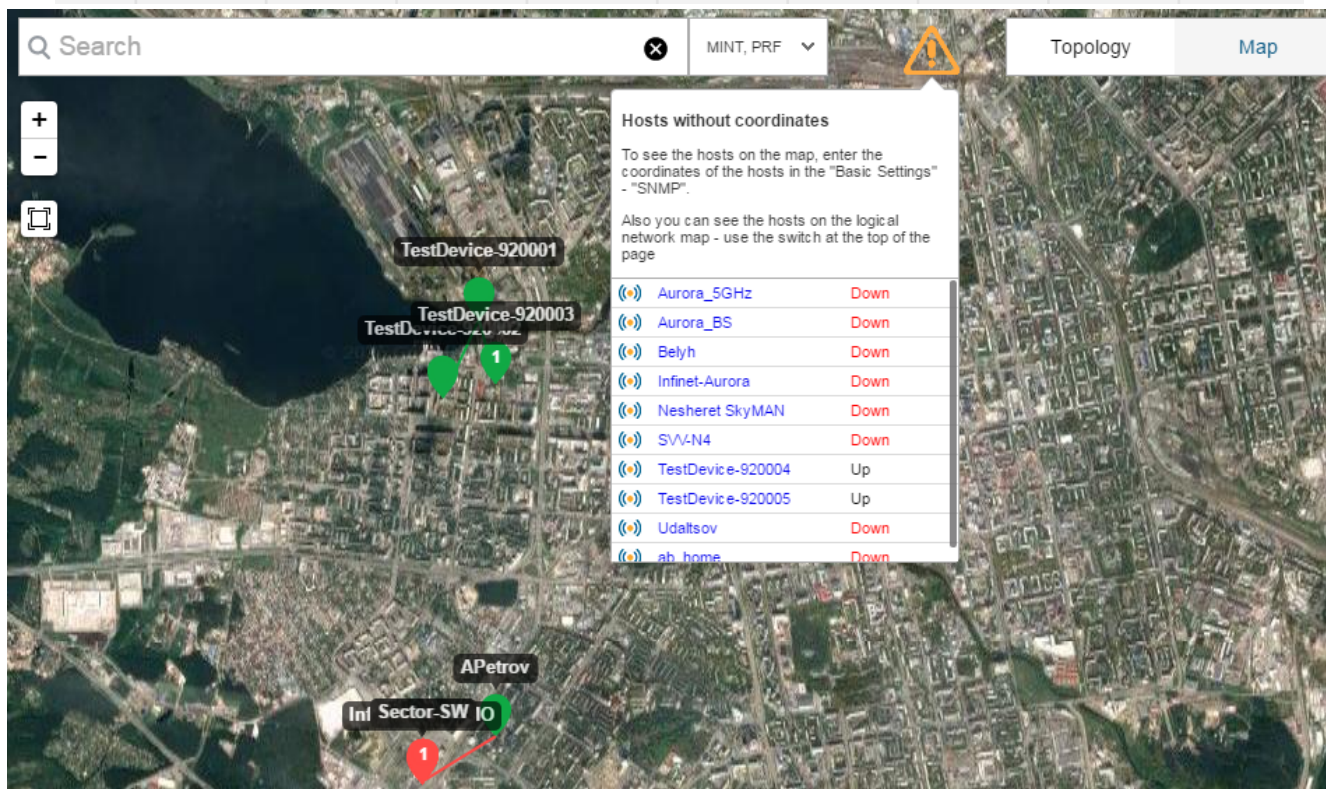 Search
MINT, PRF
Topology
Map
+
-
Hosts without coordinates
To see the hosts on the map, enter the
coordinates of the hosts in the "Basic Settings"
- "SNMP".
Also you can see the hosts on the logical
network map - use the switch at the top of the
page
Aurora_5GHz Down
Aurora_BS Down
Belyh Down
Infinet-Aurora Down
Nesheret SkyMAN Down
SVV-N4 Down
TestDevice-920004 Up
TestDevice-920005 Up
Udaltsov Down
ab_home Down
TestDevice-920001
TestDevice-920003
1
APetrov
Sector-SW
IO
1